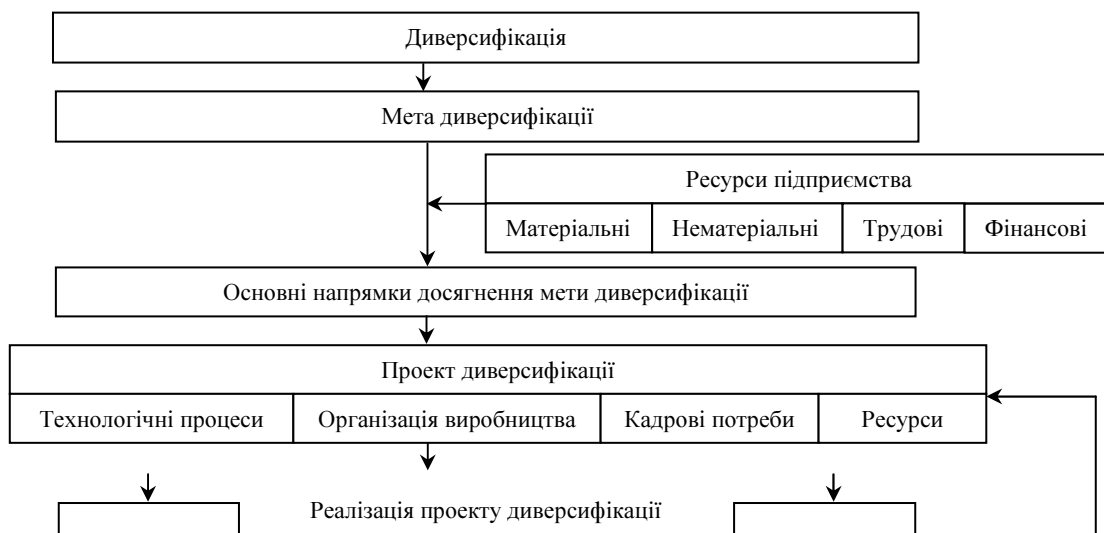 Диверсифікація
Мета диверсифікації
Ресурси підприємства
Матеріальні Нематеріальні Трудові Фінансові
Основні напрямки досягнення мети диверсифікації
Проект диверсифікації
Технологічні процеси Організація виробництва Кадрові потреби Ресурси
Реалізація проекту диверсифікації